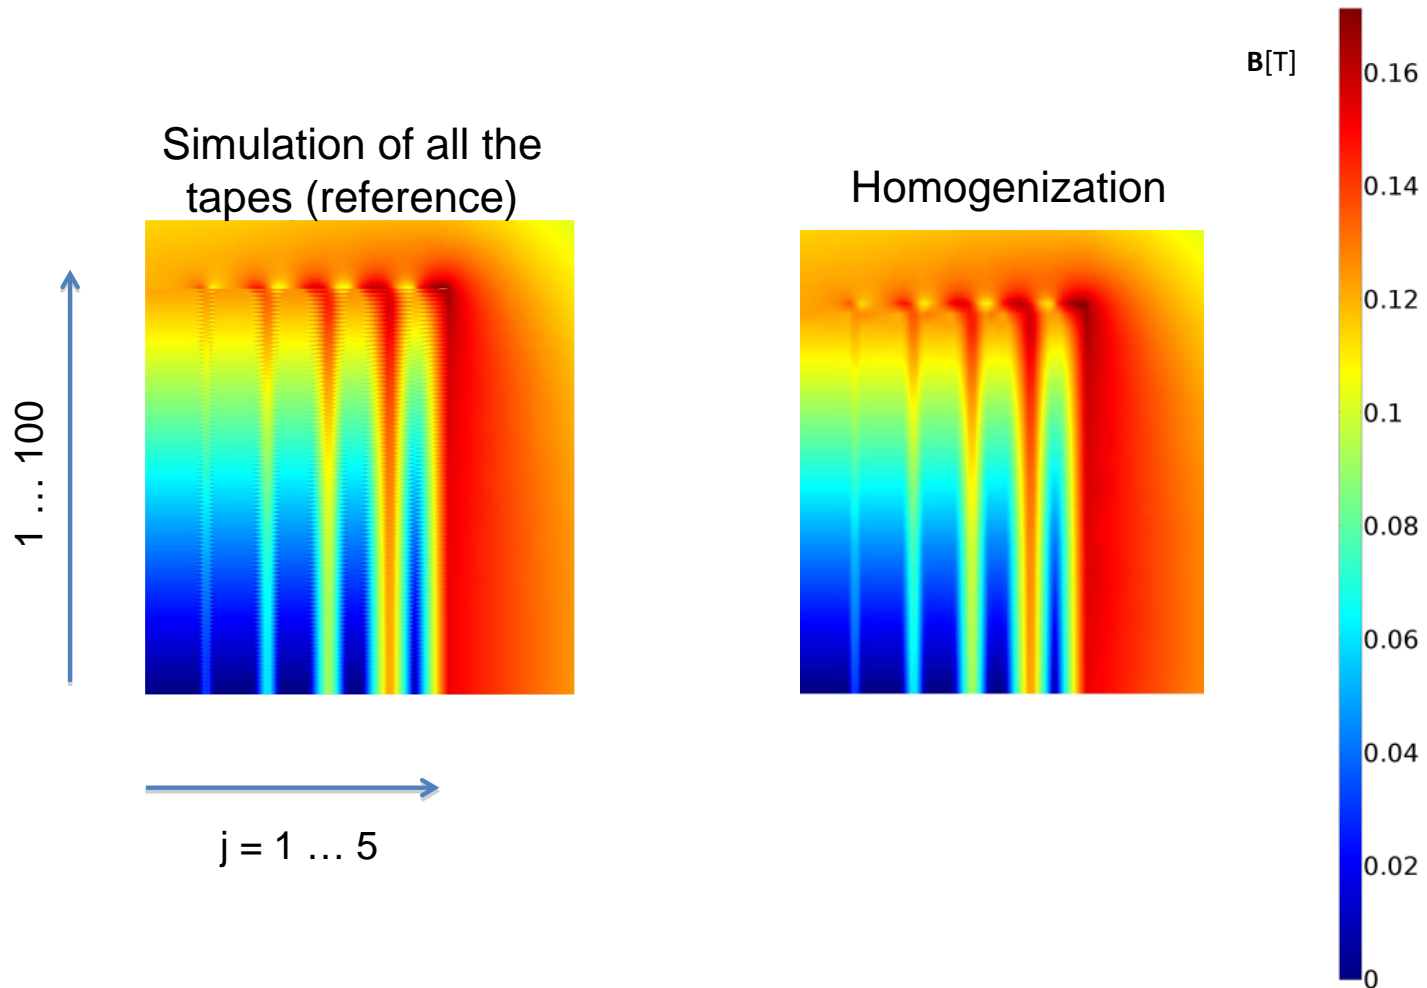 B[T]
Simulation of all the
tapes (reference)
Homogenization
1 … 100
j = 1 … 5
0.16
0.14
0.12
0.1
0.08
0.06
0.04
0.02
0